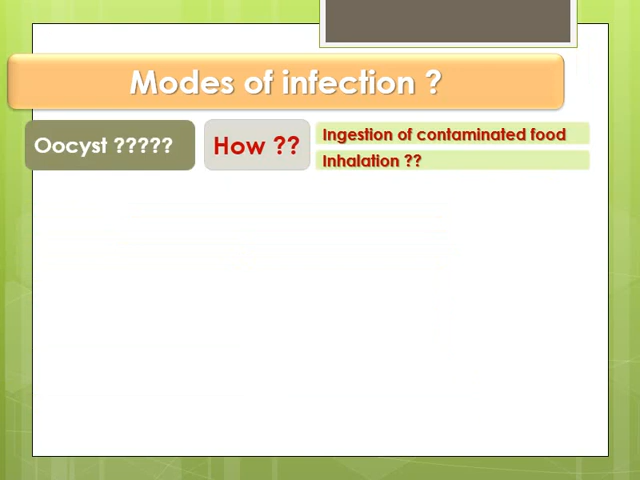 Modes of infection ?
Oocyst ?????
How ??
Ingestion of contaminated food
Inhalation ??